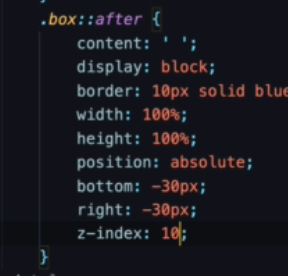 .box::after {
content: ' ';
display: block;
border: 10px solid blue
width: 100%;
height: 100%;
position: absolute;
bottom: -30px;
right: -30px;
z-index: 10;
}